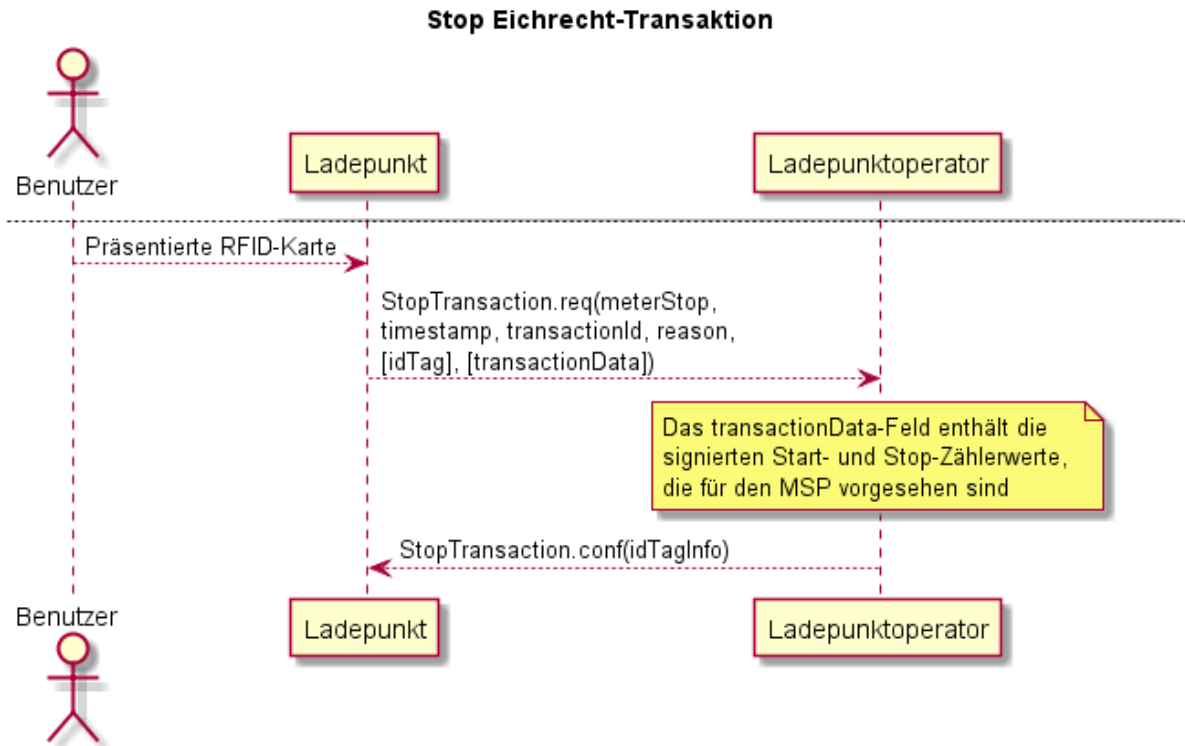 Stop Eichrecht-Transaktion
Benutzer
Ladepunkt
Ladepunktoperator
Präsentierte RFID-Karte
StopTransaction.req(meterStop,
timestamp, transactionId, reason,
[idTag], [transactionData])
Das transactionData-Feld enthält die
signierten Start- und Stop-Zählerwerte,
die für den MSP vorgesehen sind
StopTransaction.conf(idTagInfo)
Benutzer
Ladepunkt
Ladepunktoperator